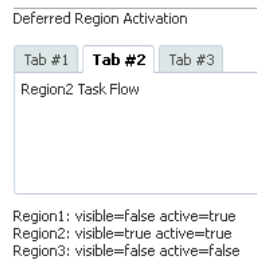 Deferred Region Activation
Tab #1 Tab #2 Tab #3
Region2 Task Flow
Region1: visible=false active=true
Region2: visible=true active=true
Region3: visible=false active=false